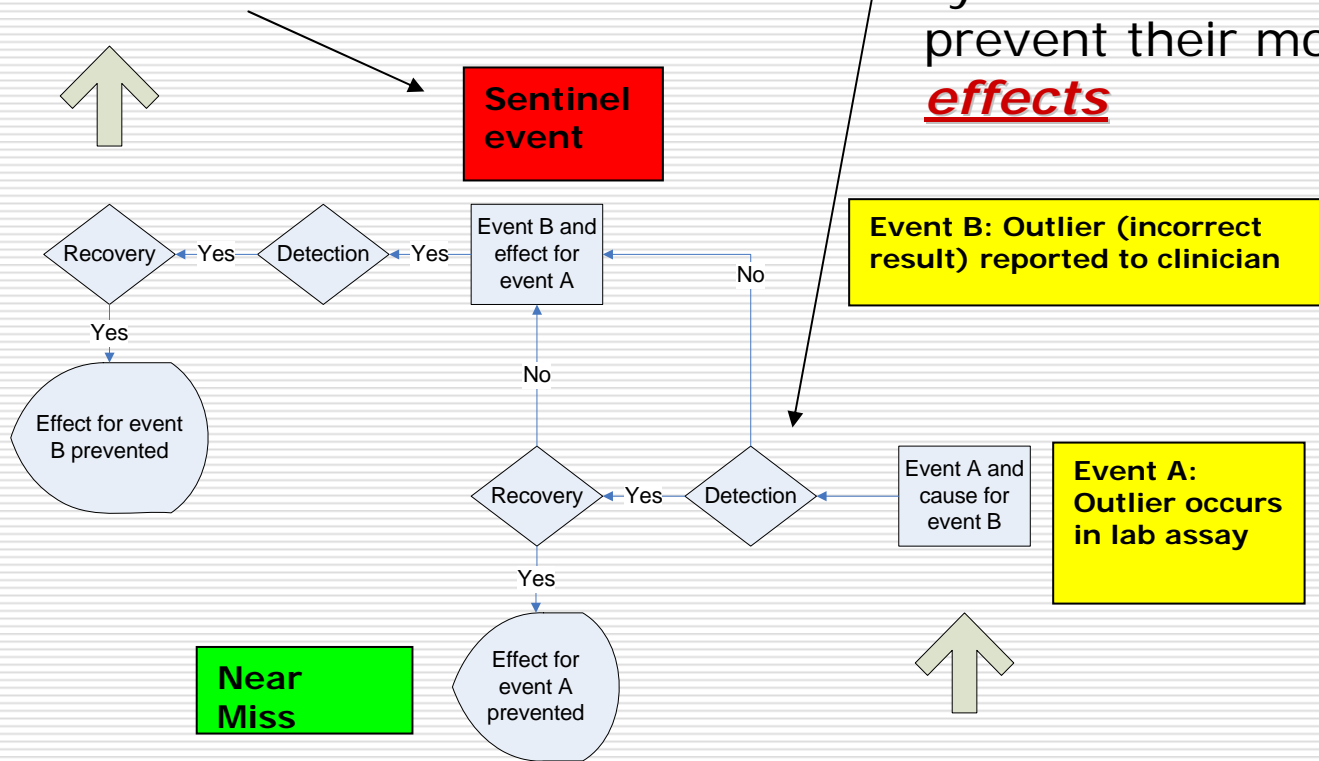 prevent their
effects
Sentinel
event
Event B and
effect for
event A
Yes
Detection
Yes
Recovery
Yes
Effect for event
B prevented
No
No
Event B: Outlier (incorrect
result) reported to clinician
Event A and
cause for
event B
Event A:
Outlier occurs
in lab assay
Detection
Yes
Recovery
Yes
Effect for
event A
prevented
Near
Miss